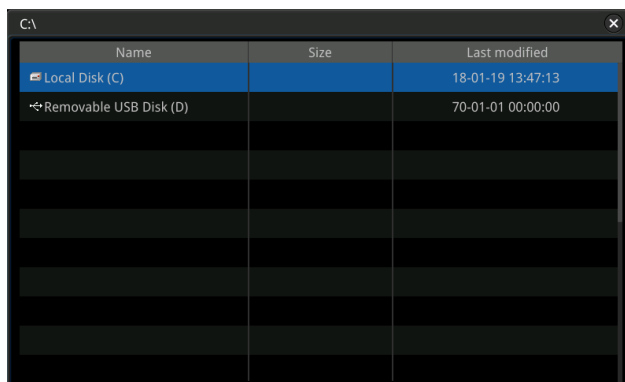 C:\
Name Size Last modified
Local Disk (C) 18-01-19 13:47:13
Removable USB Disk (D) 70-01-01 00:00:00